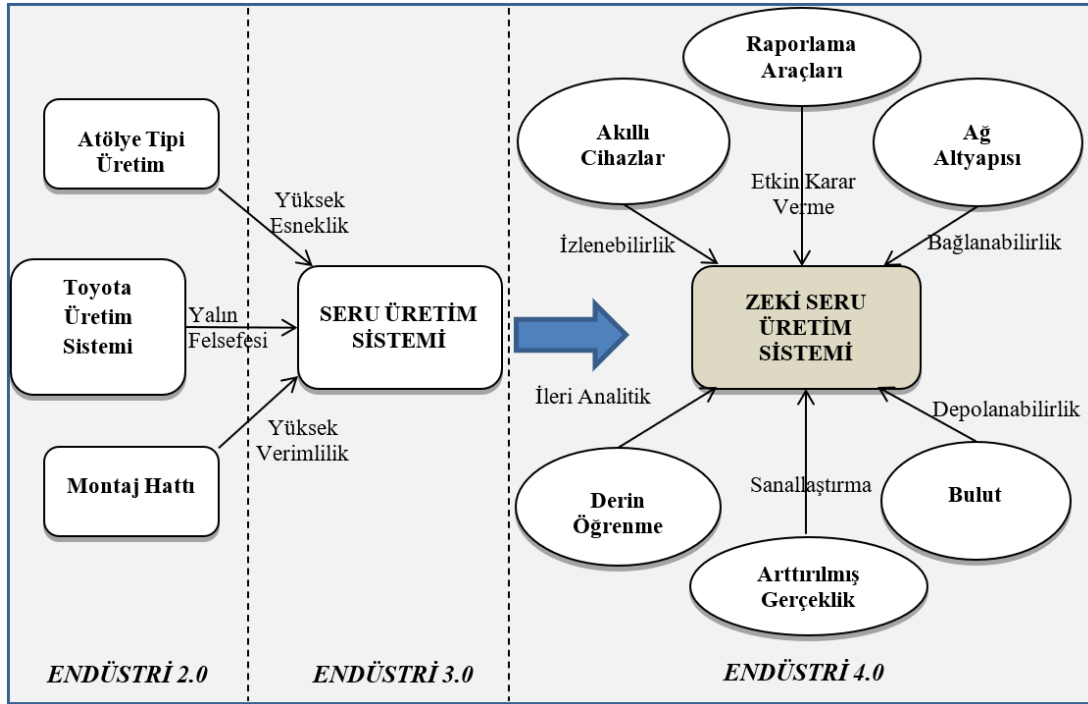 Atölye Tipi
Üretim
Toyota
Üretim
Sistemi
Montaj Hattı
Yüksek
Esneklik
Yalın
Felsefesi
Yüksek
Verimlilik
SERU ÜRETİM
SİSTEMİ
Raporlama
Araçları
Akıllı
Cihazlar
Ağ
Altyapısı
Etkin Karar
Verme
İzlenebilirlik
Bağlanabilirlik
ZEKİ SERU
ÜRETİM
SİSTEMİ
İleri Analitik
Depolanabilirlik
Sanallaştırma
Derin
Öğrenme
Bulut
Arttırılmış
Gerçeklik
ENDÜSTRİ 2.0
ENDÜSTRİ 3.0
ENDÜSTRİ 4.0